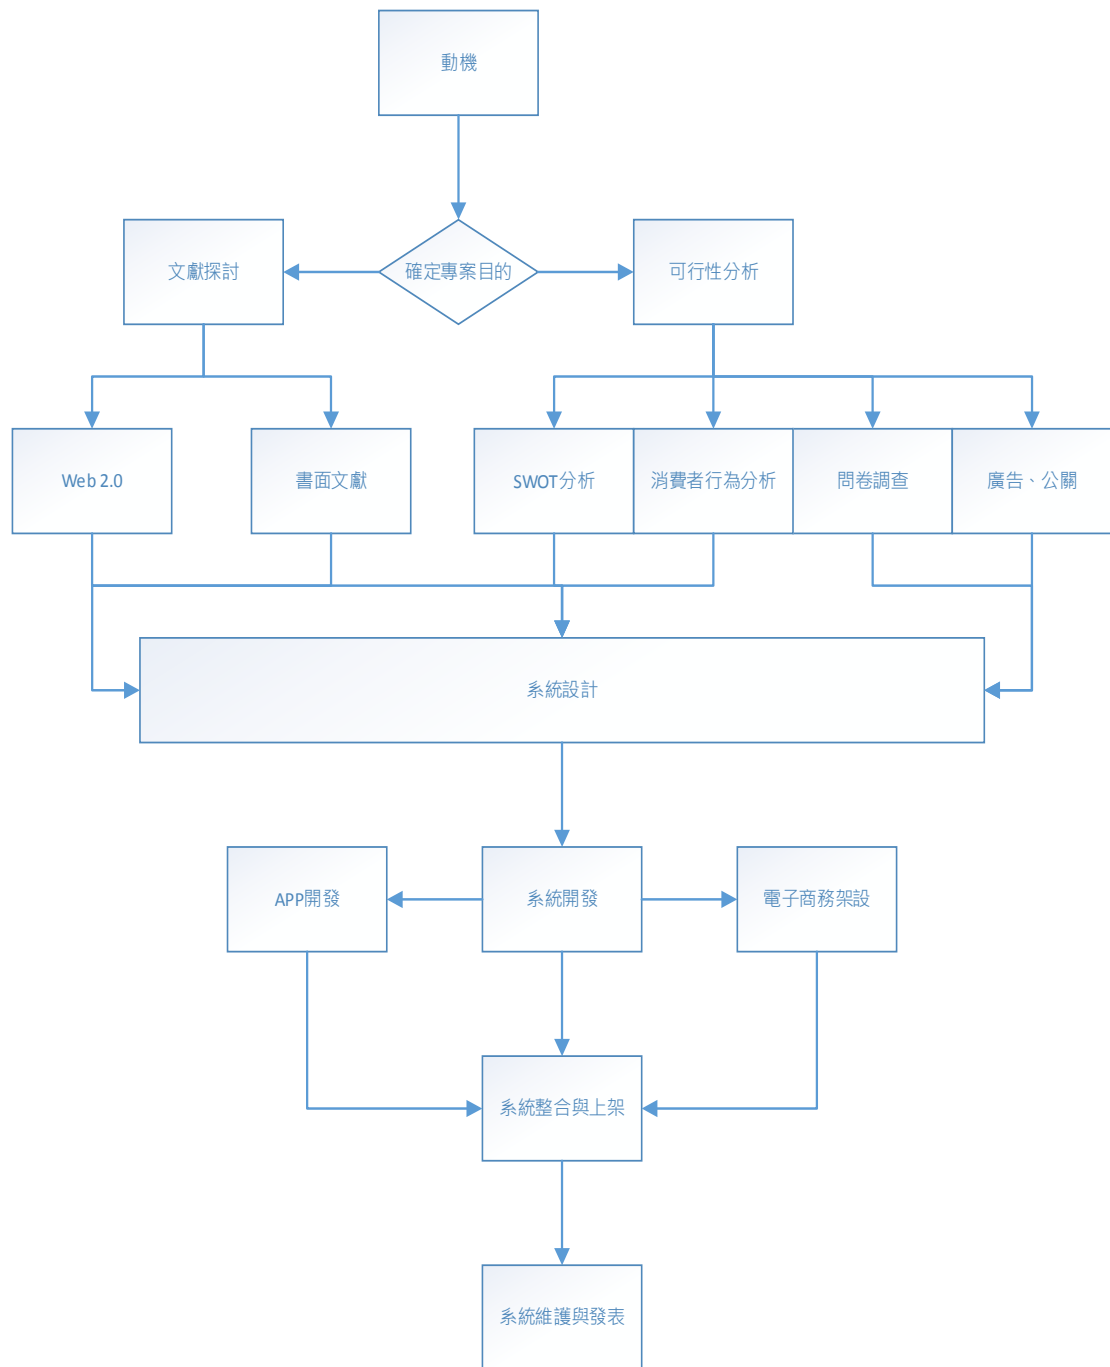 動機
文獻探討
確定專案目的
可行性分析
Web 2.0
書面文獻
SWOT分析
消費者行為分析
問卷調查
廣告、公關
系統設計
APP開發
系統開發
電子商務架設
系統整合與上架
系統維護與發表